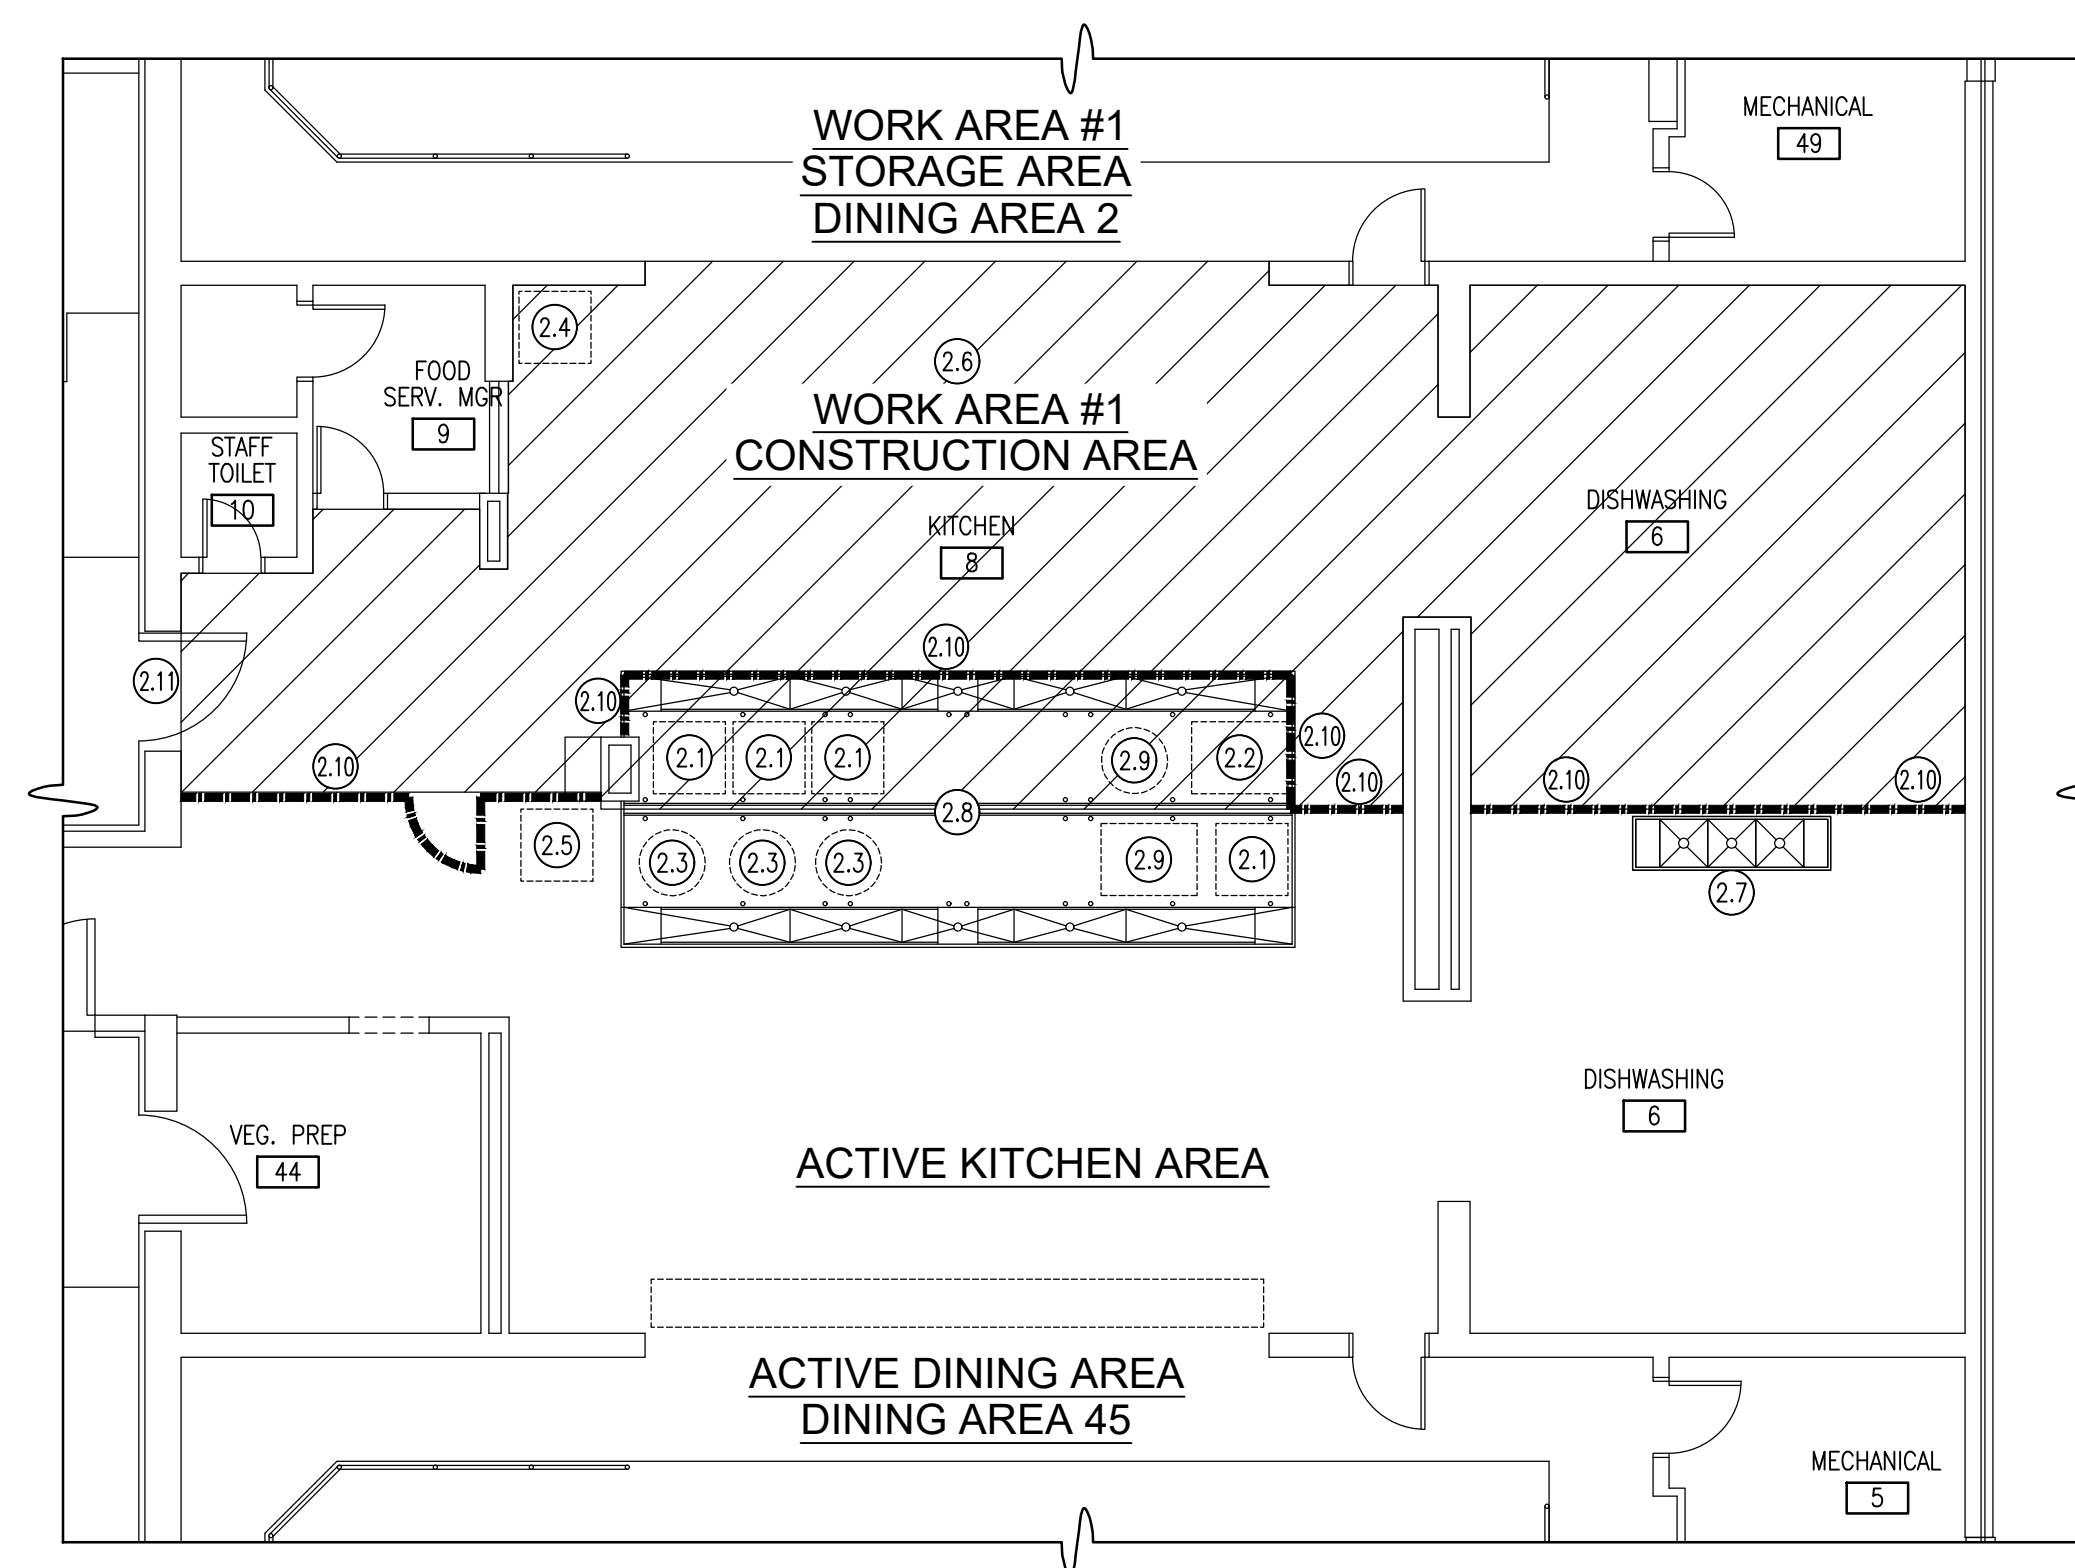 WORK AREA #1
STORAGE AREA
DINING AREA 2
MECHANICAL
49
2.4
2.6
FOOD
SERV. MGR
9
WORK AREA #1
CONSTRUCTION AREA
STAFF
TOILET
10
KITCHEN
8
DISHWASHING
6
2.10
2.11
2.10
2.10
2.10
2.1
2.1
2.1
2.9
2.2
2.10
2.10
2.10
2.8
2.5
2.3
2.3
2.3
2.9
2.1
2.7
DISHWASHING
6
VEG. PREP
44
ACTIVE KITCHEN AREA
ACTIVE DINING AREA
DINING AREA 45
MECHANICAL
5